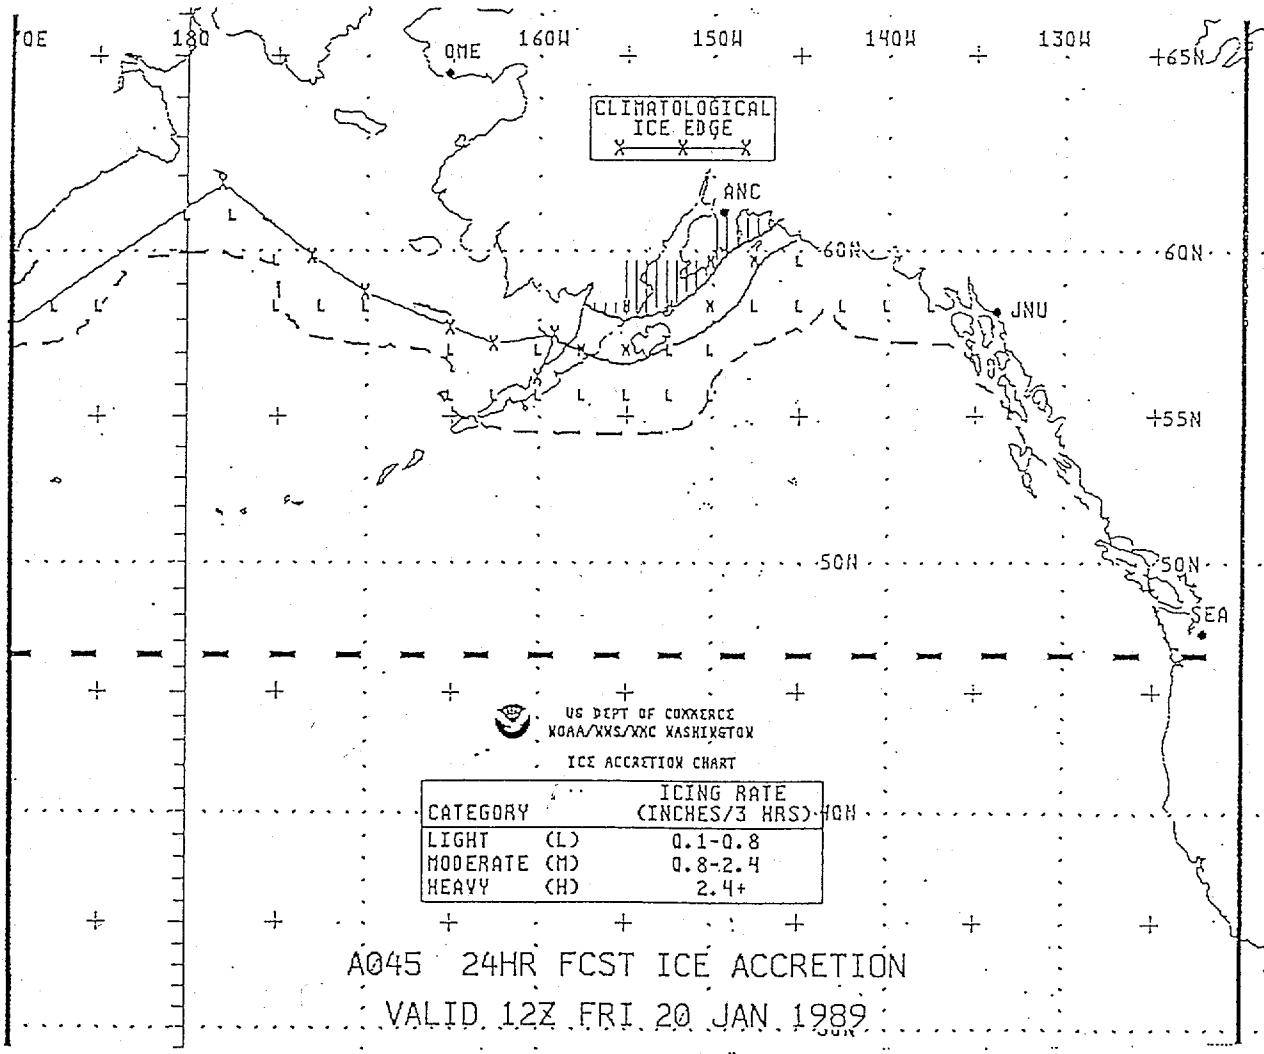 0E 180 160W 150W 140W 130W
OME 65N
CLIMATOLOGICAL
ICE EDGE
X X X
ANC
L L
60N 60N
L L
L L L L L X L L L L L L JNU
L L X X L L
L L L L L L L
55N
50N 50N
SEA
US DEPT OF COMMERCE
NOAA/NWS/NMC WASHINGTON
ICE ACCRETION CHART
CATEGORY ICING RATE
(INCHES/3 HRS) 40N
LIGHT (L) 0.1-0.8
MODERATE (M) 0.8-2.4
HEAVY (H) 2.4+
A045 24HR FCST ICE ACCRETION
VALID 12Z FRI 20 JAN 1989
30N